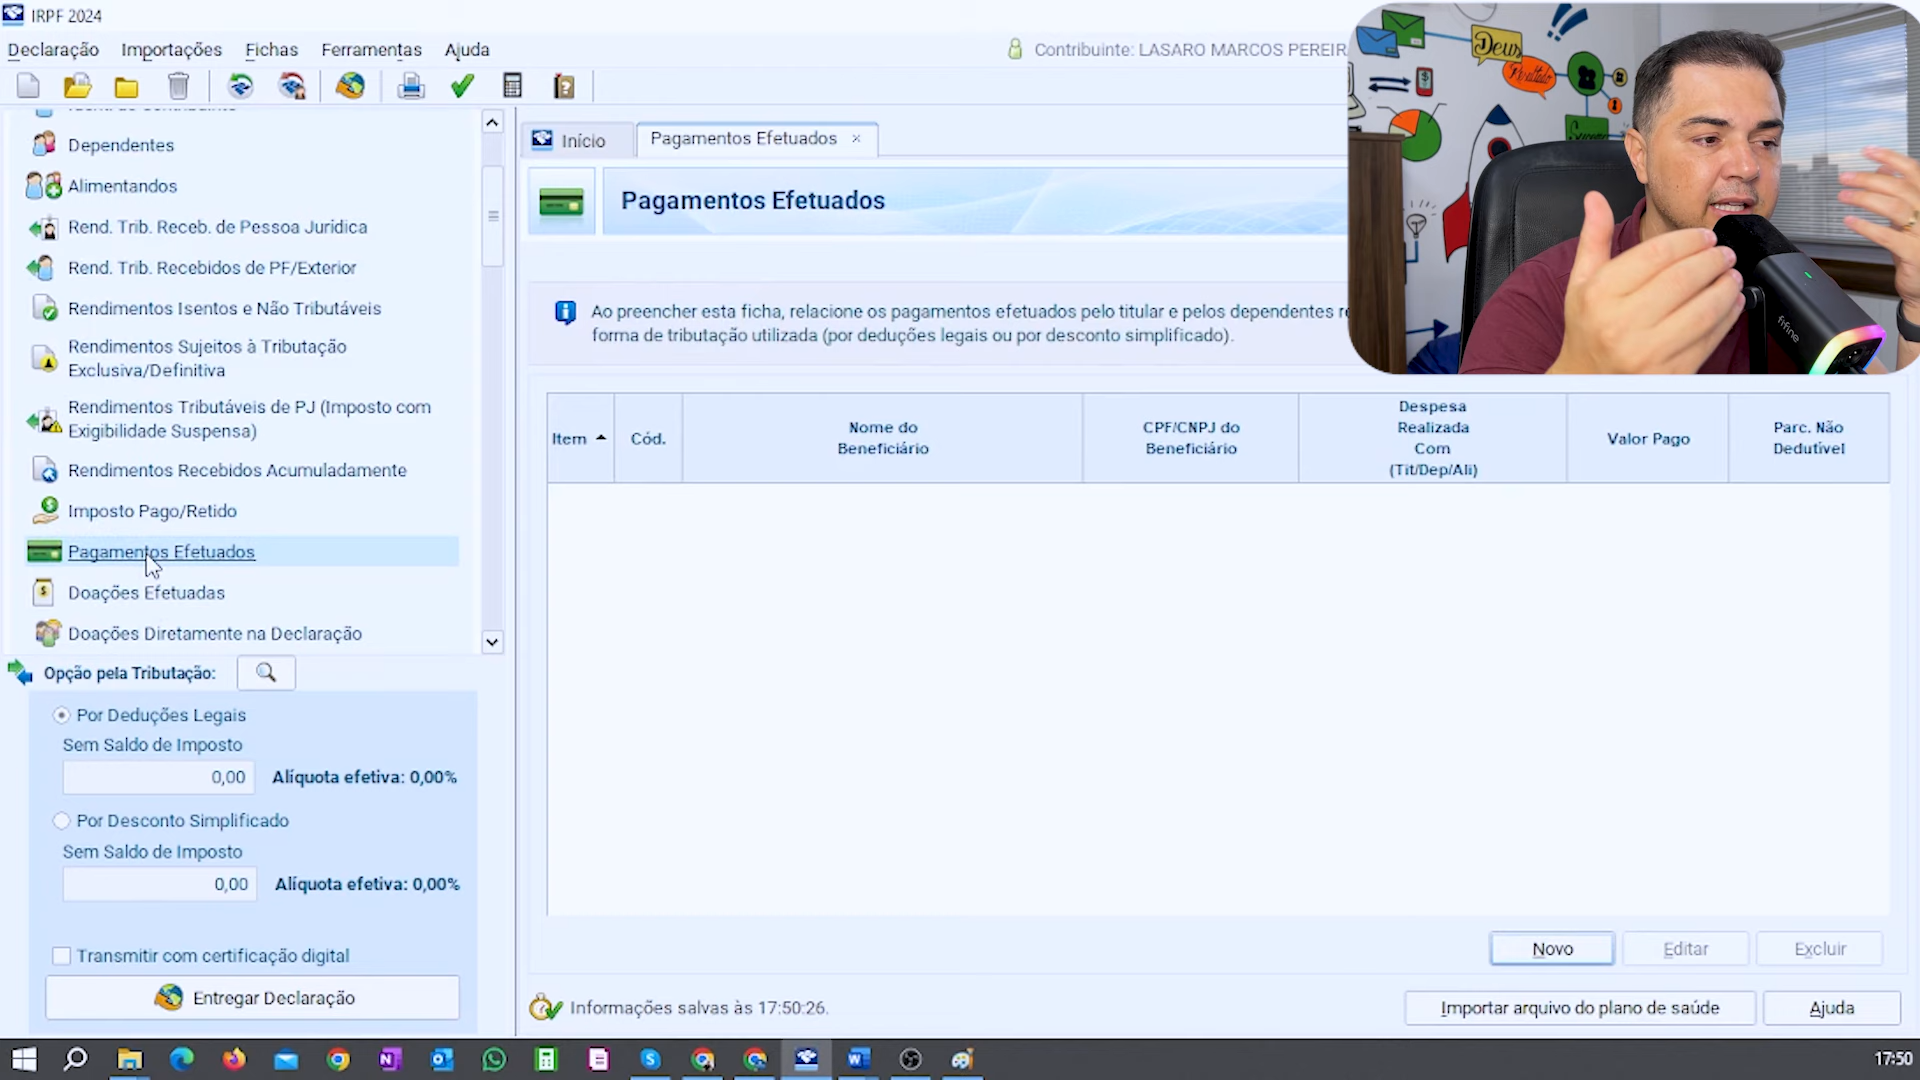 IRPF 2024
Declaração Importações Fichas Ferramentas Ajuda
Contribuinte: LASARO MARCOS PEREIR
Dependentes
Alimentandos
Rend. Trib. Receb. de Pessoa Jurídica
Rend. Trib. Recebidos de PF/Exterior
Rendimentos Isentos e Não Tributáveis
Rendimentos Sujeitos à Tributação
Exclusiva/Definitiva
Rendimentos Tributáveis de PJ (Imposto com
Exigibilidade Suspensa)
Rendimentos Recebidos Acumuladamente
Imposto Pago/Retido
Pagamentos Efetuados
Doações Efetuadas
Doações Diretamente na Declaração
Opção pela Tributação:
Por Deduções Legais
Sem Saldo de Imposto
0,00 Alíquota efetiva: 0,00%
Por Desconto Simplificado
Sem Saldo de Imposto
0,00 Alíquota efetiva: 0,00%
Transmitir com certificação digital
Entregar Declaração
Início
Pagamentos Efetuados
Pagamentos Efetuados
Ao preencher esta ficha, relacione os pagamentos efetuados pelo titular e pelos dependentes
forma de tributação utilizada (por deduções legais ou por desconto simplificado).
Item
Cód.
Nome do
Beneficiário
CPF/CNPJ do
Beneficiário
Despesa
Realizada
Com
(Tit/Dep/Ali)
Valor Pago
Parc. Não
Dedutível
Novo Editar Excluir
Informações salvas às 17:50:26.
Importar arquivo do plano de saúde
Ajuda
17:50
Deus
Resultado
fifine